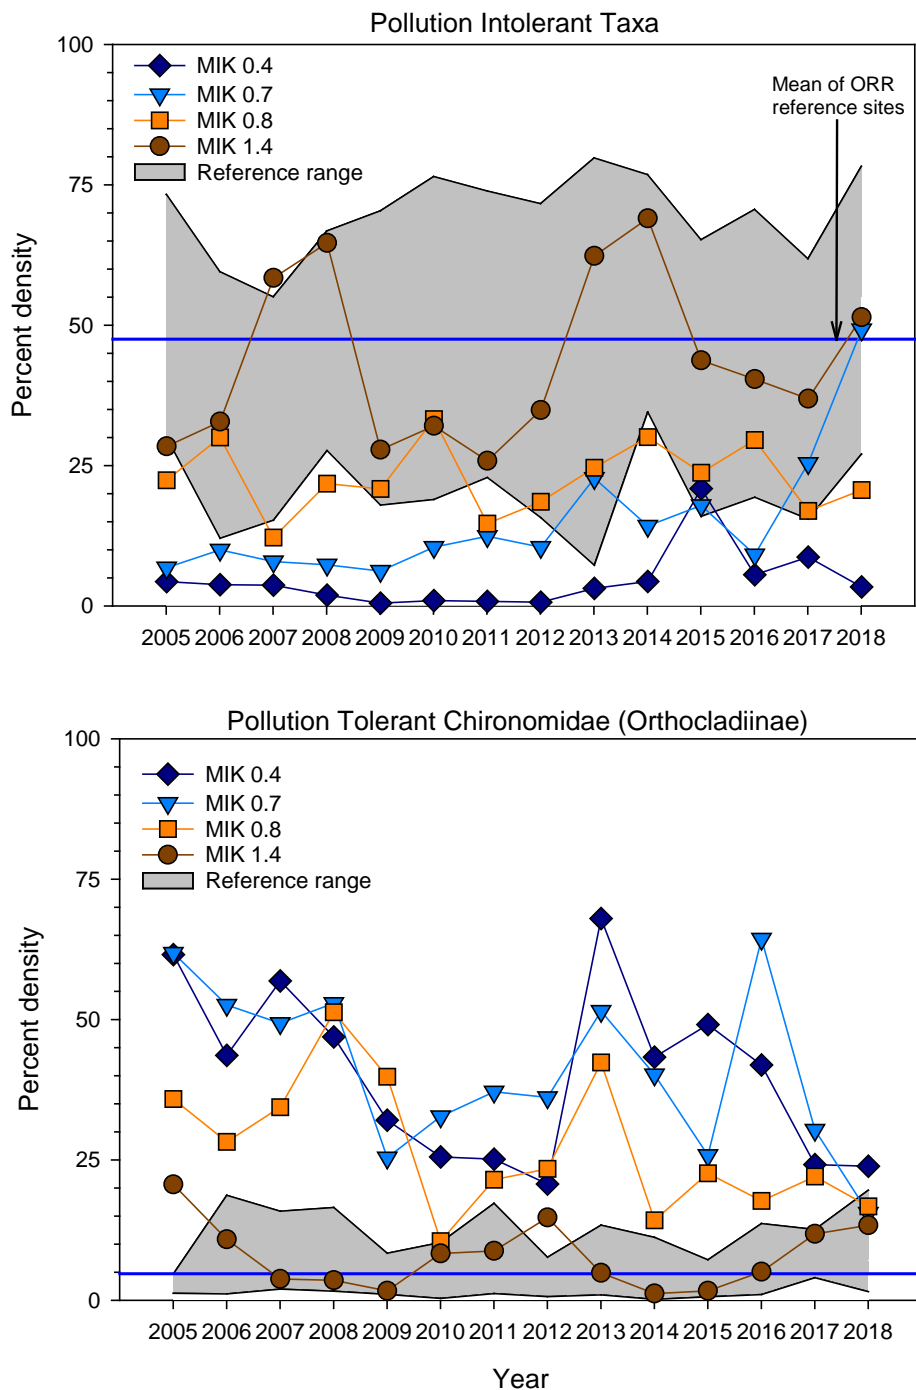 Pollution Intolerant Taxa
100
MIK 0.4
MIK 0.7
MIK 0.8
MIK 1.4
Reference range
Mean of ORR
reference sites
75
50
25
0
Percent density
2005 2006 2007 2008 2009 2010 2011 2012 2013 2014 2015 2016 2017 2018
Pollution Tolerant Chironomidae (Orthocladiinae)
100
MIK 0.4
MIK 0.7
MIK 0.8
MIK 1.4
Reference range
75
50
25
0
Percent density
2005 2006 2007 2008 2009 2010 2011 2012 2013 2014 2015 2016 2017 2018
Year